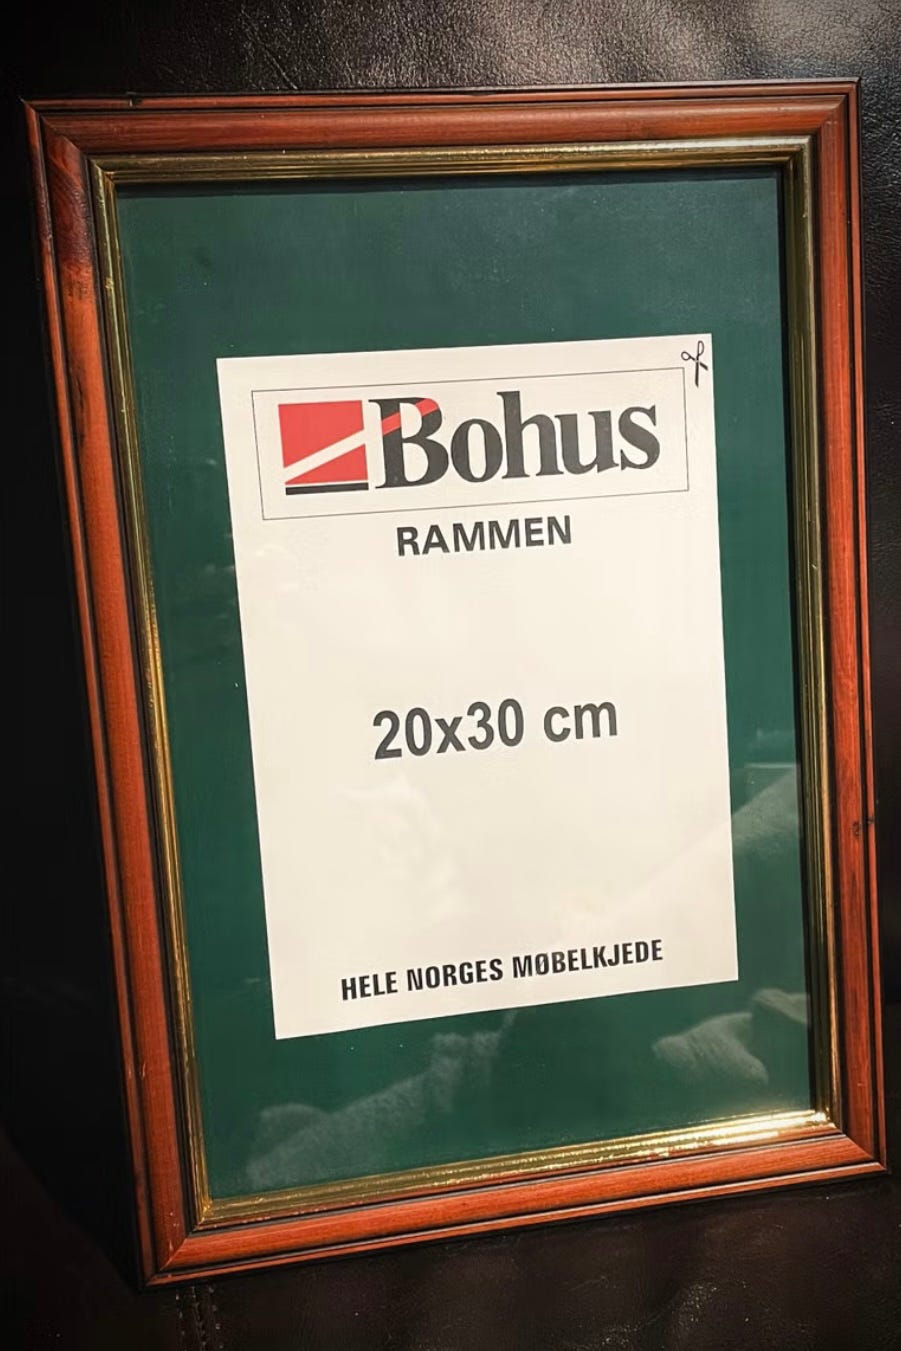 Bohus
RAMMEN
20x30 cm
HELE NORGES MØBELKJEDE